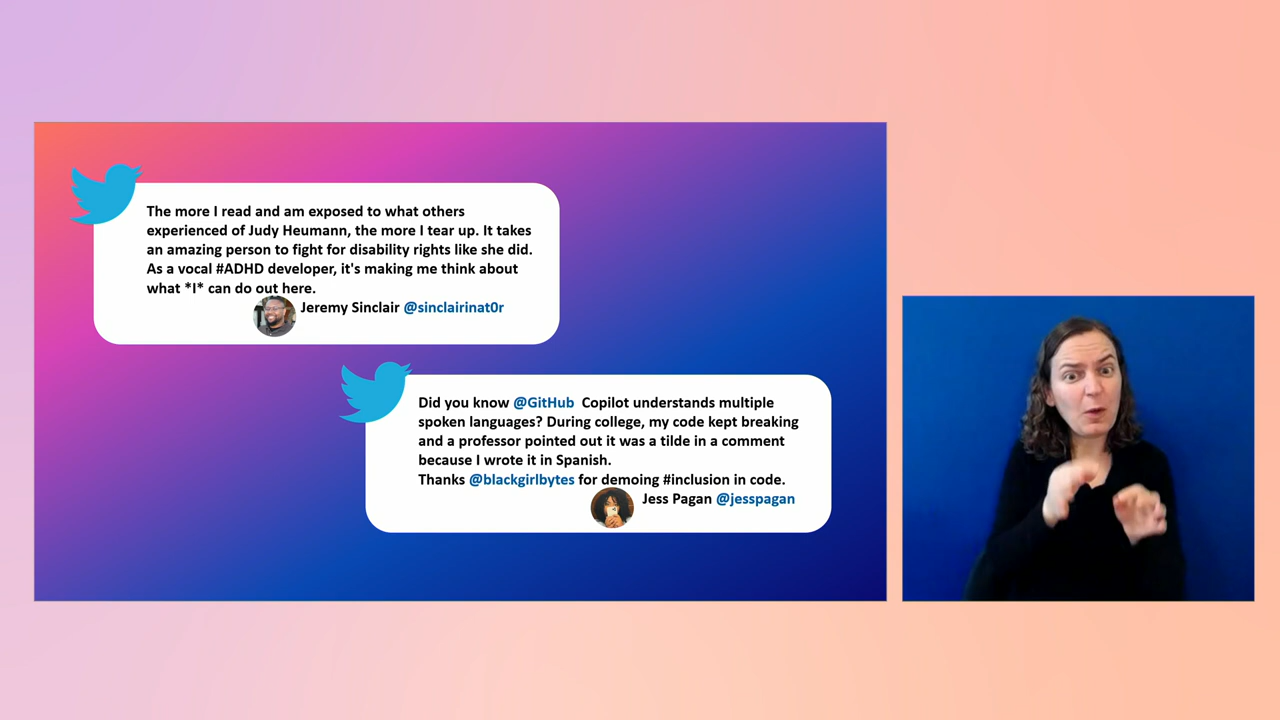 The more I read and am exposed to what others
experienced of Judy Heumann, the more I tear up. It takes
an amazing person to fight for disability rights like she did.
As a vocal #ADHD developer, it's making me think about
what *I* can do out here.
Jeremy Sinclair @sinclairinat0r
Did you know @GitHub Copilot understands multiple
spoken languages? During college, my code kept breaking
and a professor pointed out it was a tilde in a comment
because I wrote it in Spanish.
Thanks @blackgirlbytes for demoing #inclusion in code.
Jess Pagan @jesspagan